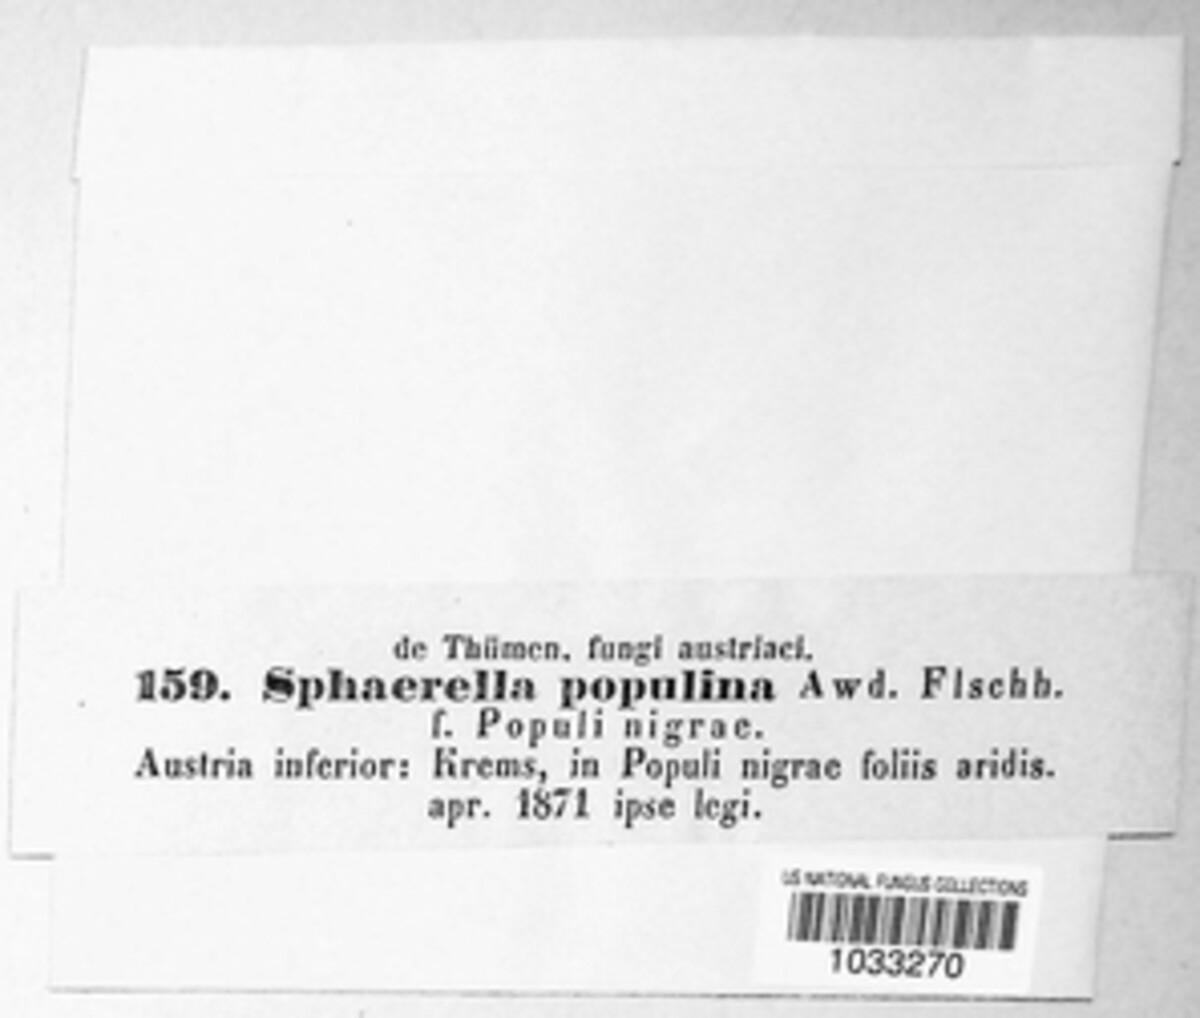 de Thümen. fungi austriaci.
159. Sphaerella populina Awd. Fischb.
f. Populi nigrae.
Austria inferior: Krems, in Populi nigrae foliis aridis.
apr. 1871 ipse legi.
US NATIONAL FUNGUS COLLECTIONS
1033270